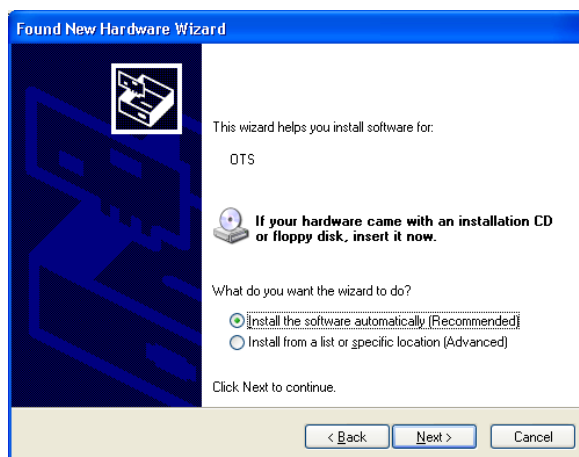 Found New Hardware Wizard
This wizard helps you install software for:
OTS
If your hardware came with an installation CD
or floppy disk, insert it now.
What do you want the wizard to do?
Install the software automatically (Recommended)
Install from a list or specific location (Advanced)
Click Next to continue.
< Back Next > Cancel